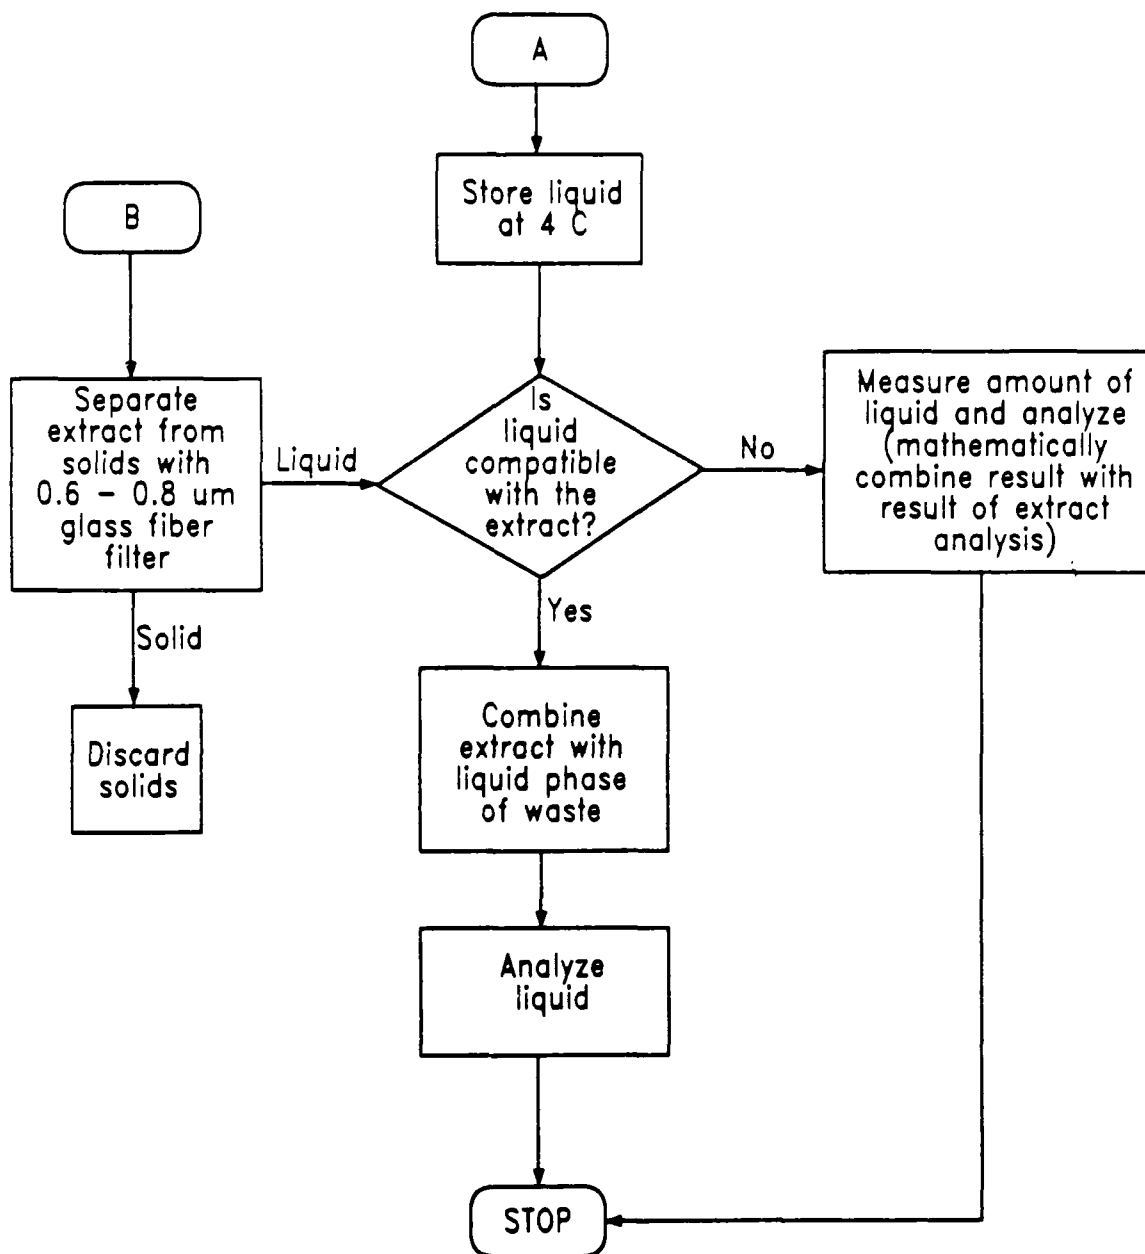 A
Store liquid
at 4 C
B
Separate
extract from
solids with
0.6 - 0.8 um
glass fiber
filter
Liquid
Is
liquid
compatible
with the
extract?
No
Measure amount of
liquid and analyze
(mathematically
combine result with
result of extract
analysis)
Solid
Discard
solids
Yes
Combine
extract with
liquid phase
of waste
Analyze
liquid
STOP